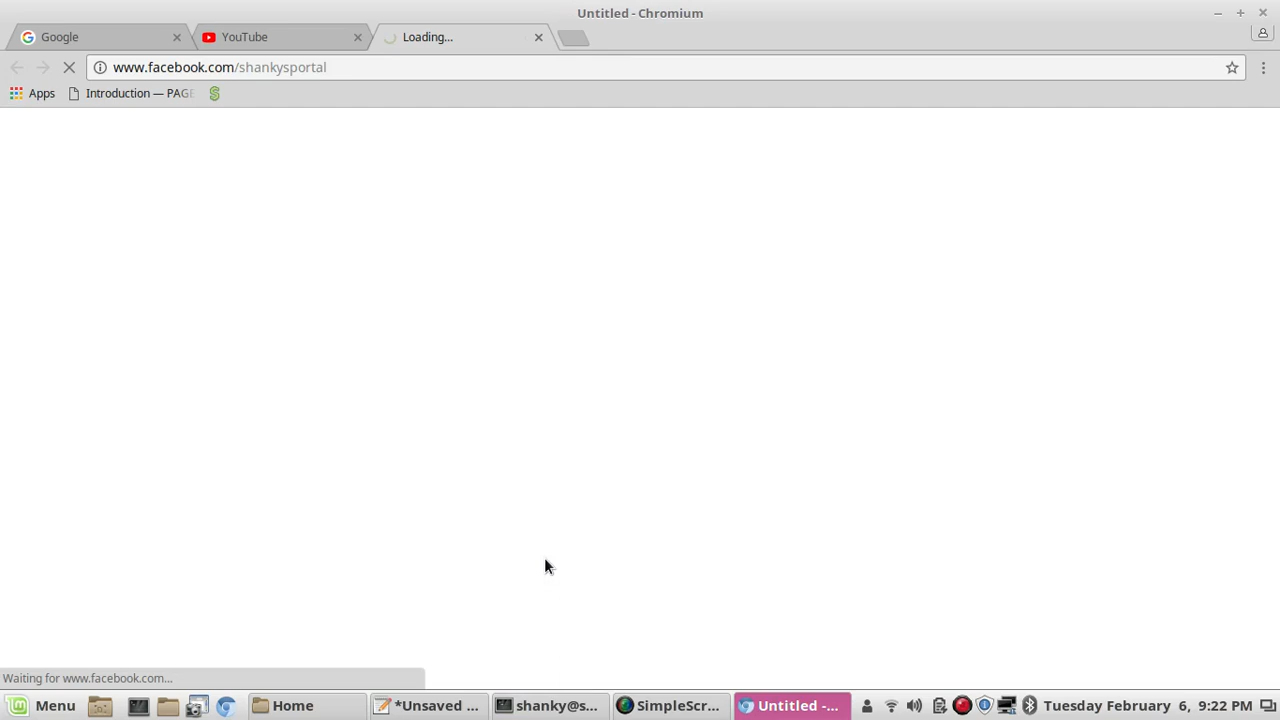 Untitled - Chromium
Google
YouTube
Loading...
www.facebook.com/shankysportal
Apps
Introduction — PAGE
Waiting for www.facebook.com...
Menu
Home
*Unsaved ...
shanky@s...
SimpleScr...
Untitled -...
Tuesday February 6, 9:22 PM